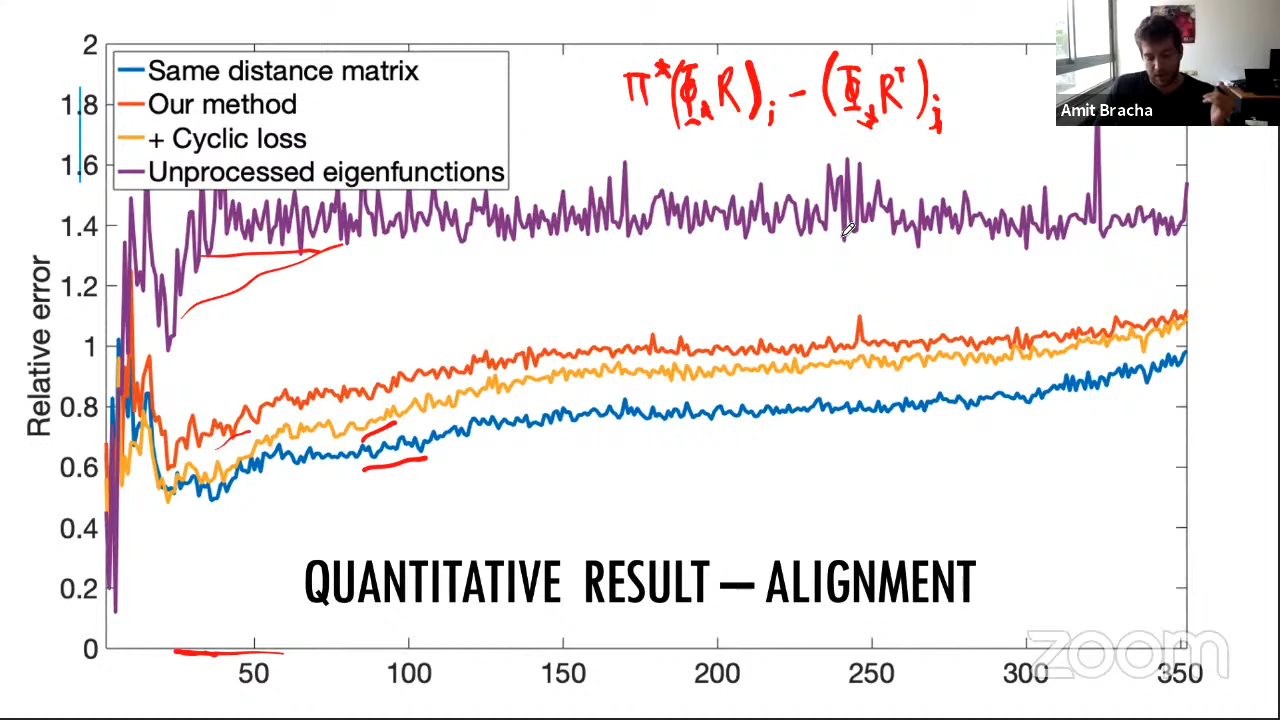 2
1.8
1.6
1.4
1.2
1
0.8
0.6
0.4
0.2
0
Relative error
Same distance matrix
Our method
+ Cyclic loss
Unprocessed eigenfunctions
Amit Bracha
QUANTITATIVE RESULT – ALIGNMENT
50 100 150 200 250 300 350
zoom